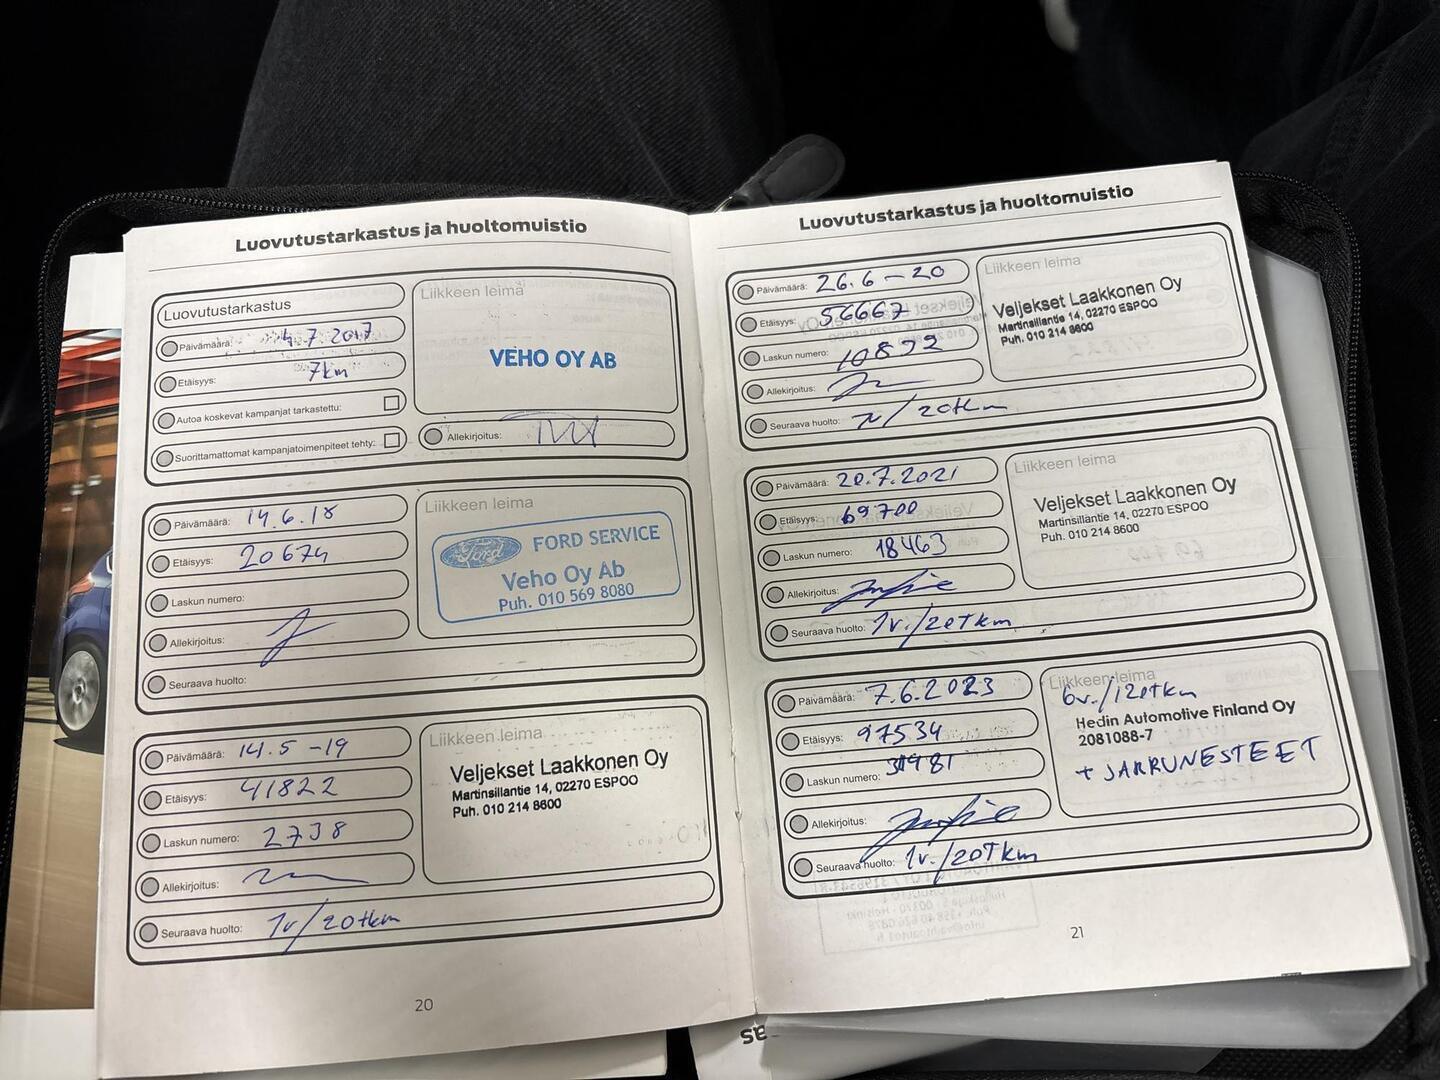 Luovutustarkastus ja huoltomuistio
Luovutustarkastus
Päivämäärä: 4.7.2017
Etäisyys: 7km
Autoa koskevat kampanjat tarkastettu:
Suorittamattomat kampanjatoimenpiteet tehty:
Liikkeen leima
VEHO OY AB
Allekirjoitus:
Päivämäärä: 14.6.18
Etäisyys: 20674
Laskun numero:
Allekirjoitus:
Seuraava huolto:
Liikkeen leima
Ford FORD SERVICE
Veho Oy Ab
Puh. 010 569 8080
Päivämäärä: 14.5-19
Etäisyys: 41822
Laskun numero: 2738
Allekirjoitus:
Seuraava huolto: 1v/20tkm
Liikkeen leima
Veljekset Laakkonen Oy
Martinsillantie 14, 02270 ESPOO
Puh. 010 214 8600
20
Luovutustarkastus ja huoltomuistio
Päivämäärä: 26.6-20
Etäisyys: 56667
Laskun numero: 10892
Allekirjoitus:
Seuraava huolto: 1v/20tkm
Liikkeen leima
Veljekset Laakkonen Oy
Martinsillantie 14, 02270 ESPOO
Puh. 010 214 8600
Päivämäärä: 20.7.2021
Etäisyys: 69700
Laskun numero: 18463
Allekirjoitus:
Seuraava huolto: 1v./20Tkm
Liikkeen leima
Veljekset Laakkonen Oy
Martinsillantie 14, 02270 ESPOO
Puh. 010 214 8600
Päivämäärä: 7.6.2023
Etäisyys: 97534
Laskun numero: 31981
Allekirjoitus:
Seuraava huolto: 1v./20Tkm
Liikkeen leima
6v./120tkm
Hedin Automotive Finland Oy
2081088-7
+ JARRUNESTEET
21